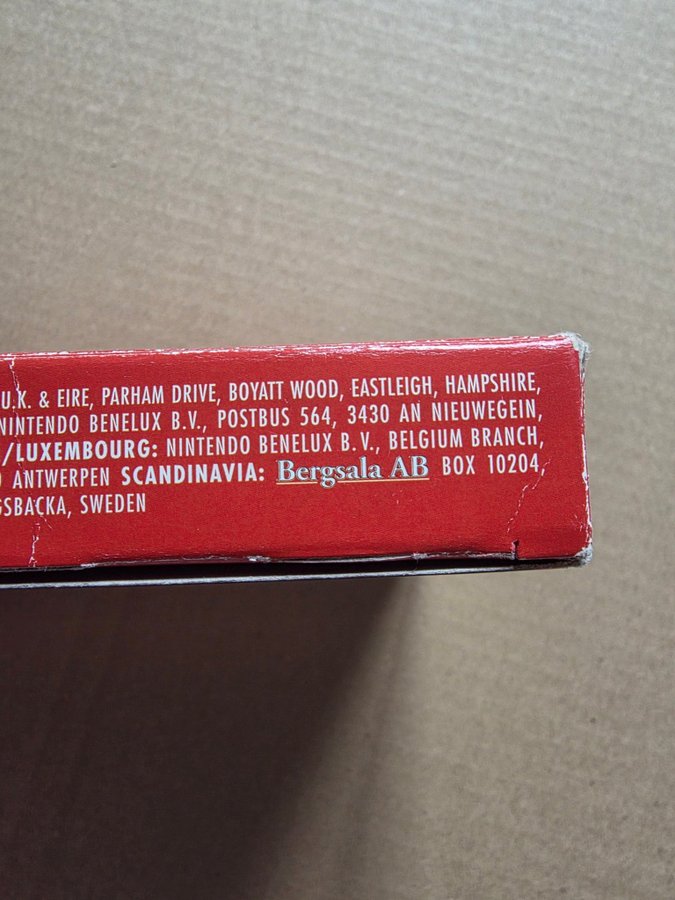 U.K. & EIRE, PARHAM DRIVE, BOYATT WOOD, EASTLEIGH, HAMPSHIRE,
NINTENDO BENELUX B.V., POSTBUS 564, 3430 AN NIEUWEGEIN,
/LUXEMBOURG: NINTENDO BENELUX B.V., BELGIUM BRANCH,
ANTWERPEN SCANDINAVIA: Bergsala AB BOX 10204,
GSBACKA, SWEDEN